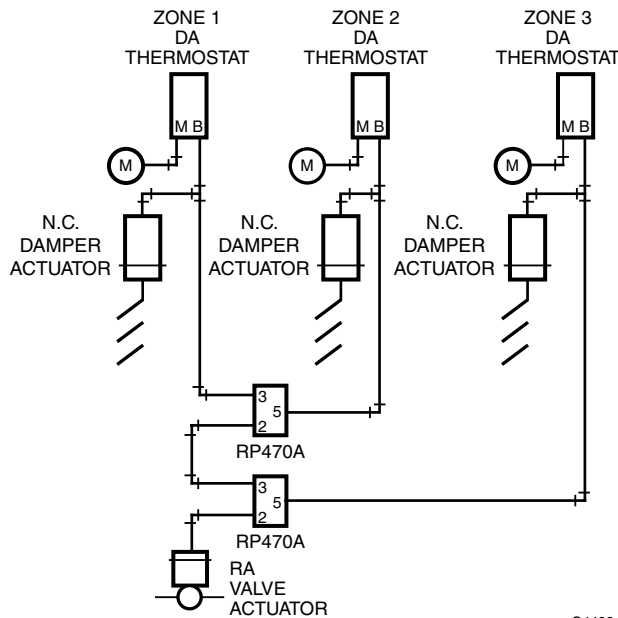 ZONE 1
DA
THERMOSTAT
ZONE 2
DA
THERMOSTAT
ZONE 3
DA
THERMOSTAT
M B
M B
M B
M
M
M
N.C.
DAMPER
ACTUATOR
N.C.
DAMPER
ACTUATOR
N.C.
DAMPER
ACTUATOR
3
5
2
RP470A
3
5
2
RP470A
RA
VALVE
ACTUATOR